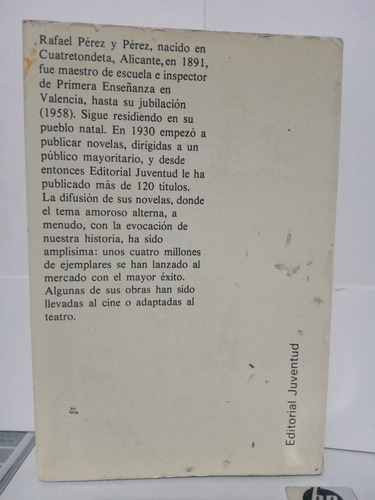 Rafael Pérez y Pérez, nacido en
Cuatretondeta, Alicante, en 1891,
fue maestro de escuela e inspector
de Primera Enseñanza en
Valencia, hasta su jubilación
(1958). Sigue residiendo en su
pueblo natal. En 1930 empezó a
publicar novelas, dirigidas a un
público mayoritario, y desde
entonces Editorial Juventud le ha
publicado más de 120 títulos.
La difusión de sus novelas, donde
el tema amoroso alterna, a
menudo, con la evocación de
nuestra historia, ha sido
amplisima: unos cuatro millones
de ejemplares se han lanzado al
mercado con el mayor éxito.
Algunas de sus obras han sido
llevadas al cine o adaptadas al
teatro.
Editorial Juventud